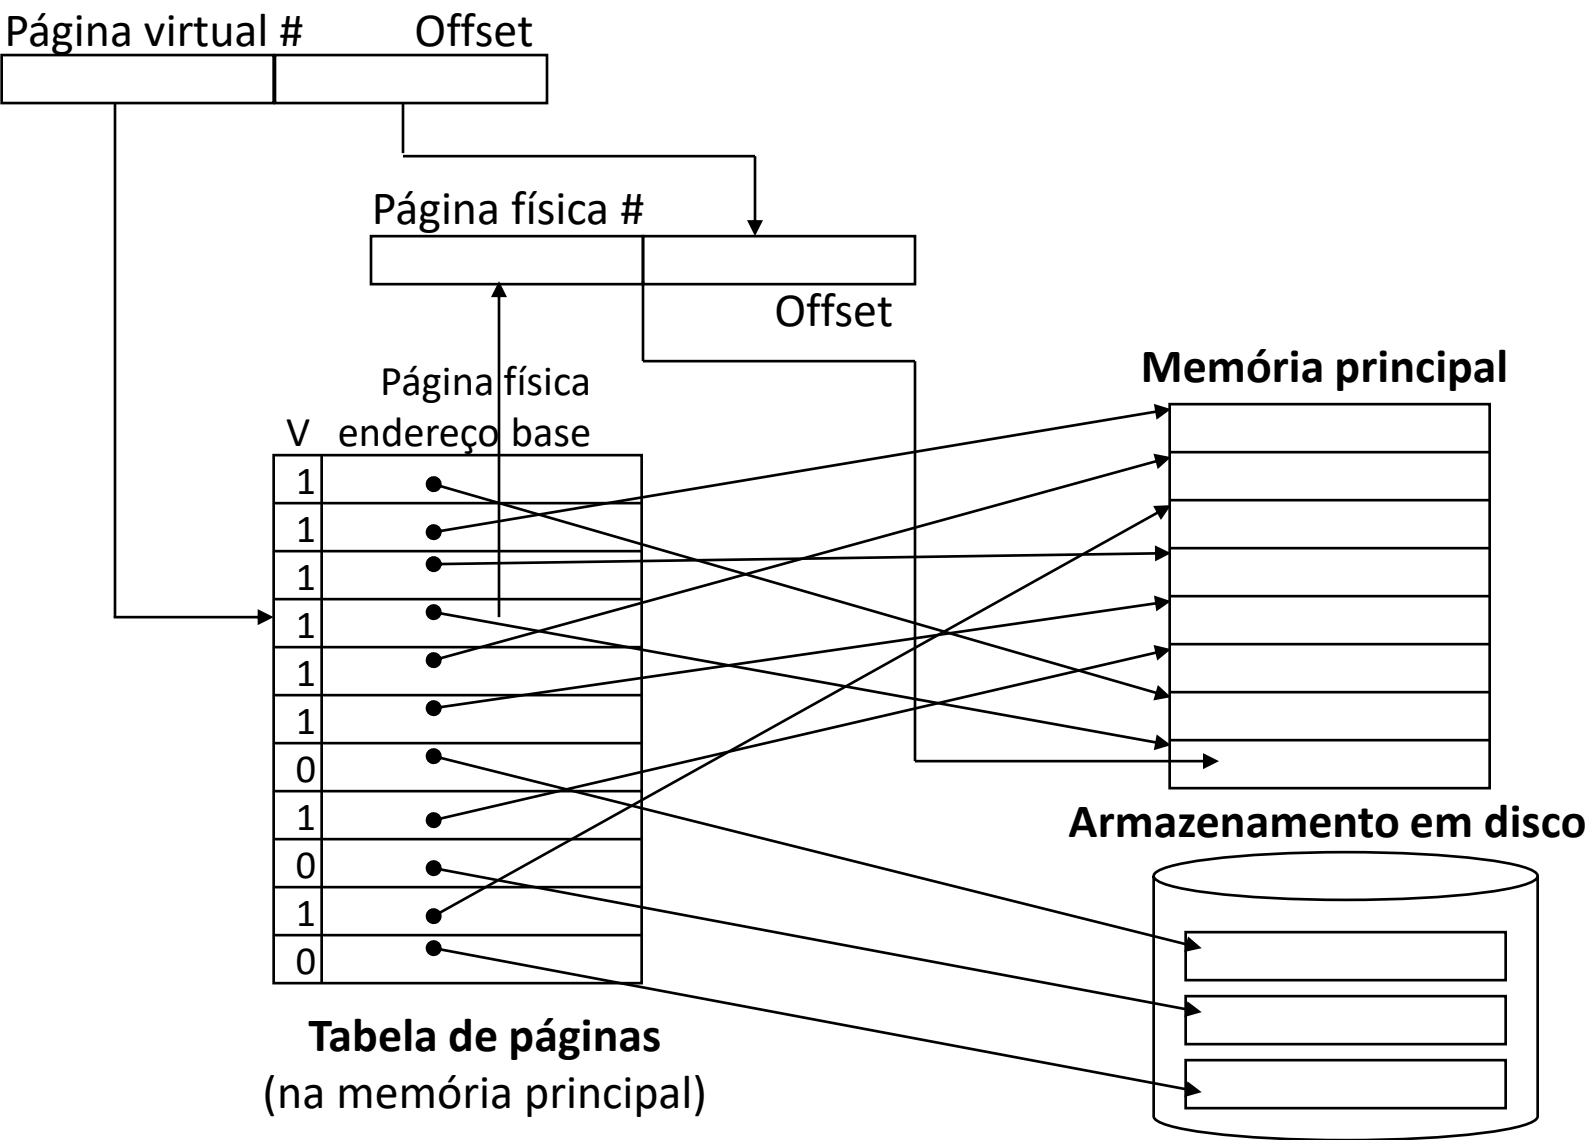 Página virtual # Offset
Página física #
Offset
Página física
V endereço base
1
1
1
1
1
1
0
1
0
1
0
Tabela de páginas
(na memória principal)
Memória principal
Armazenamento em disco